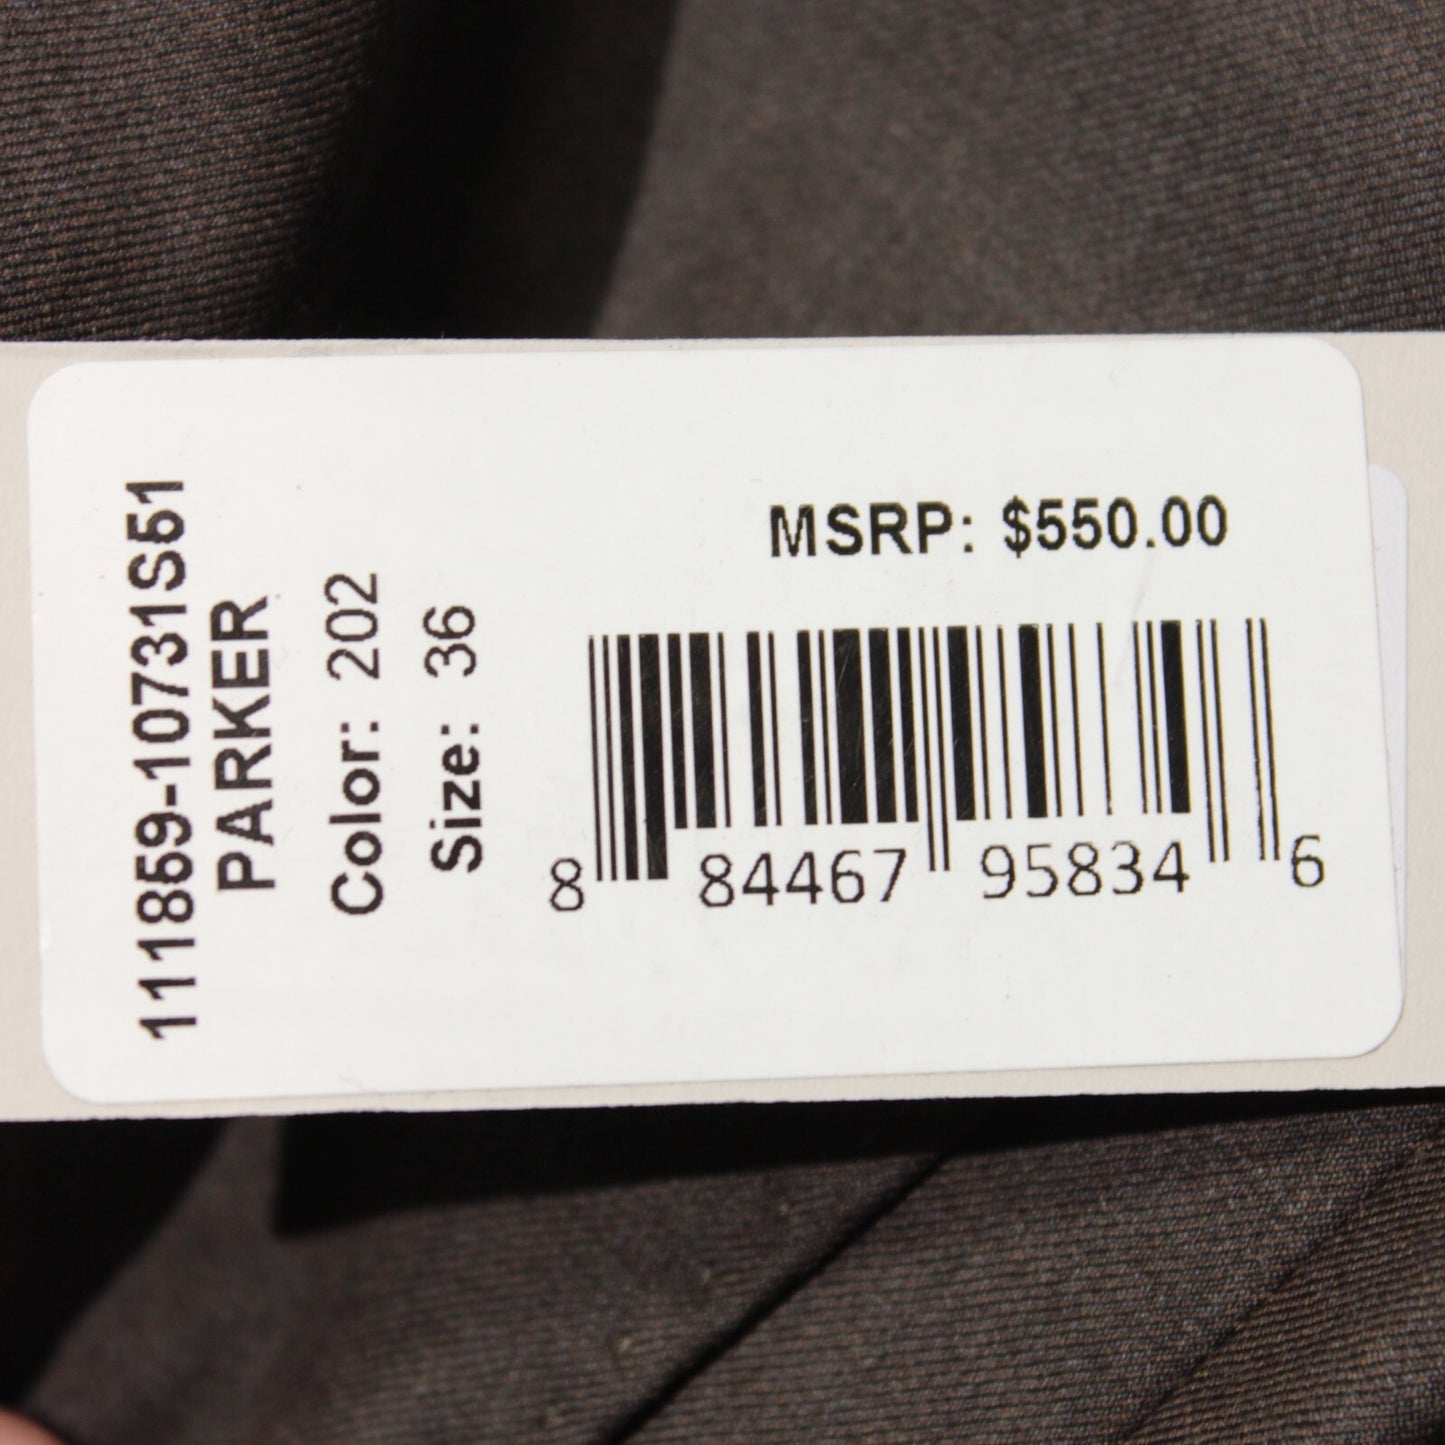 111859-10731S51
PARKER
Color: 202
Size: 36
MSRP: $550.00
8 84467 95834 6